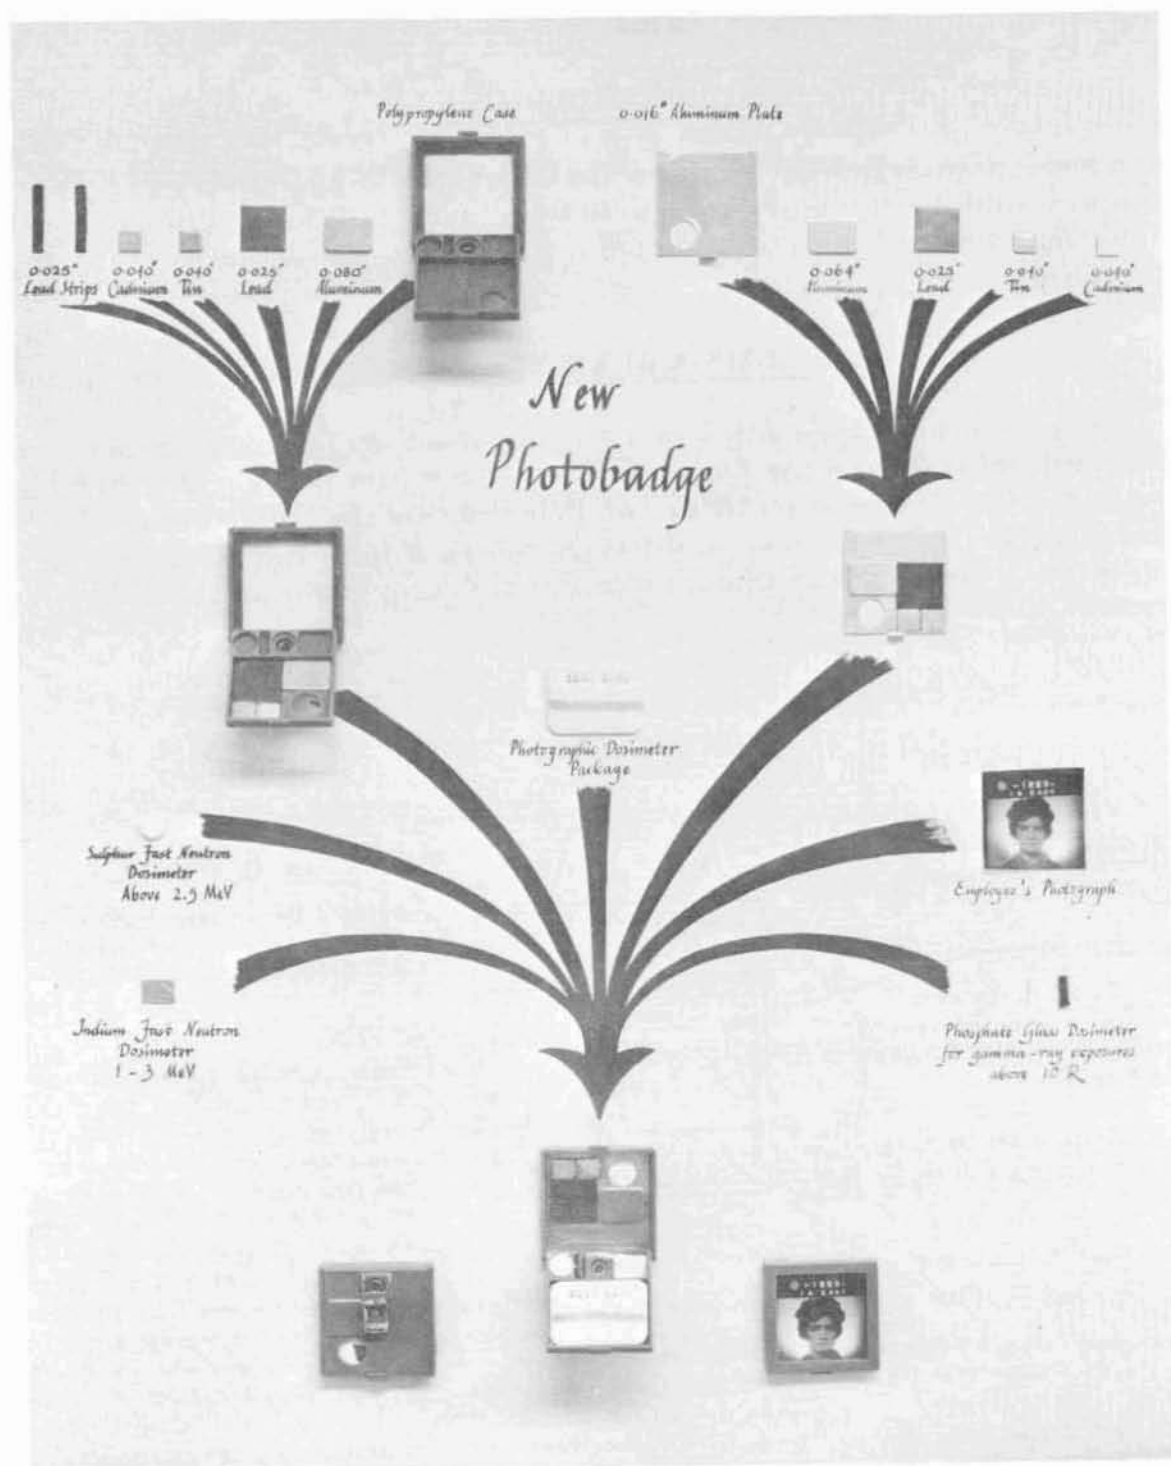 Polypropylene Case
0.016" Aluminum Plate
0.025"
Lead Strips
0.040"
Cadmium
0.040"
Tin
0.025"
Lead
0.080"
Aluminum
0.064"
Aluminum
0.025"
Lead
0.040"
Tin
0.040"
Cadmium
New
Photobadge
Photographic Dosimeter
Package
Sulphur Fast Neutron
Dosimeter
Above 2.5 MeV
Employee's Photograph
Indium Fast Neutron
Dosimeter
1 - 3 MeV
Phosphate Glass Dosimeter
for gamma-ray exposures
above 10 R